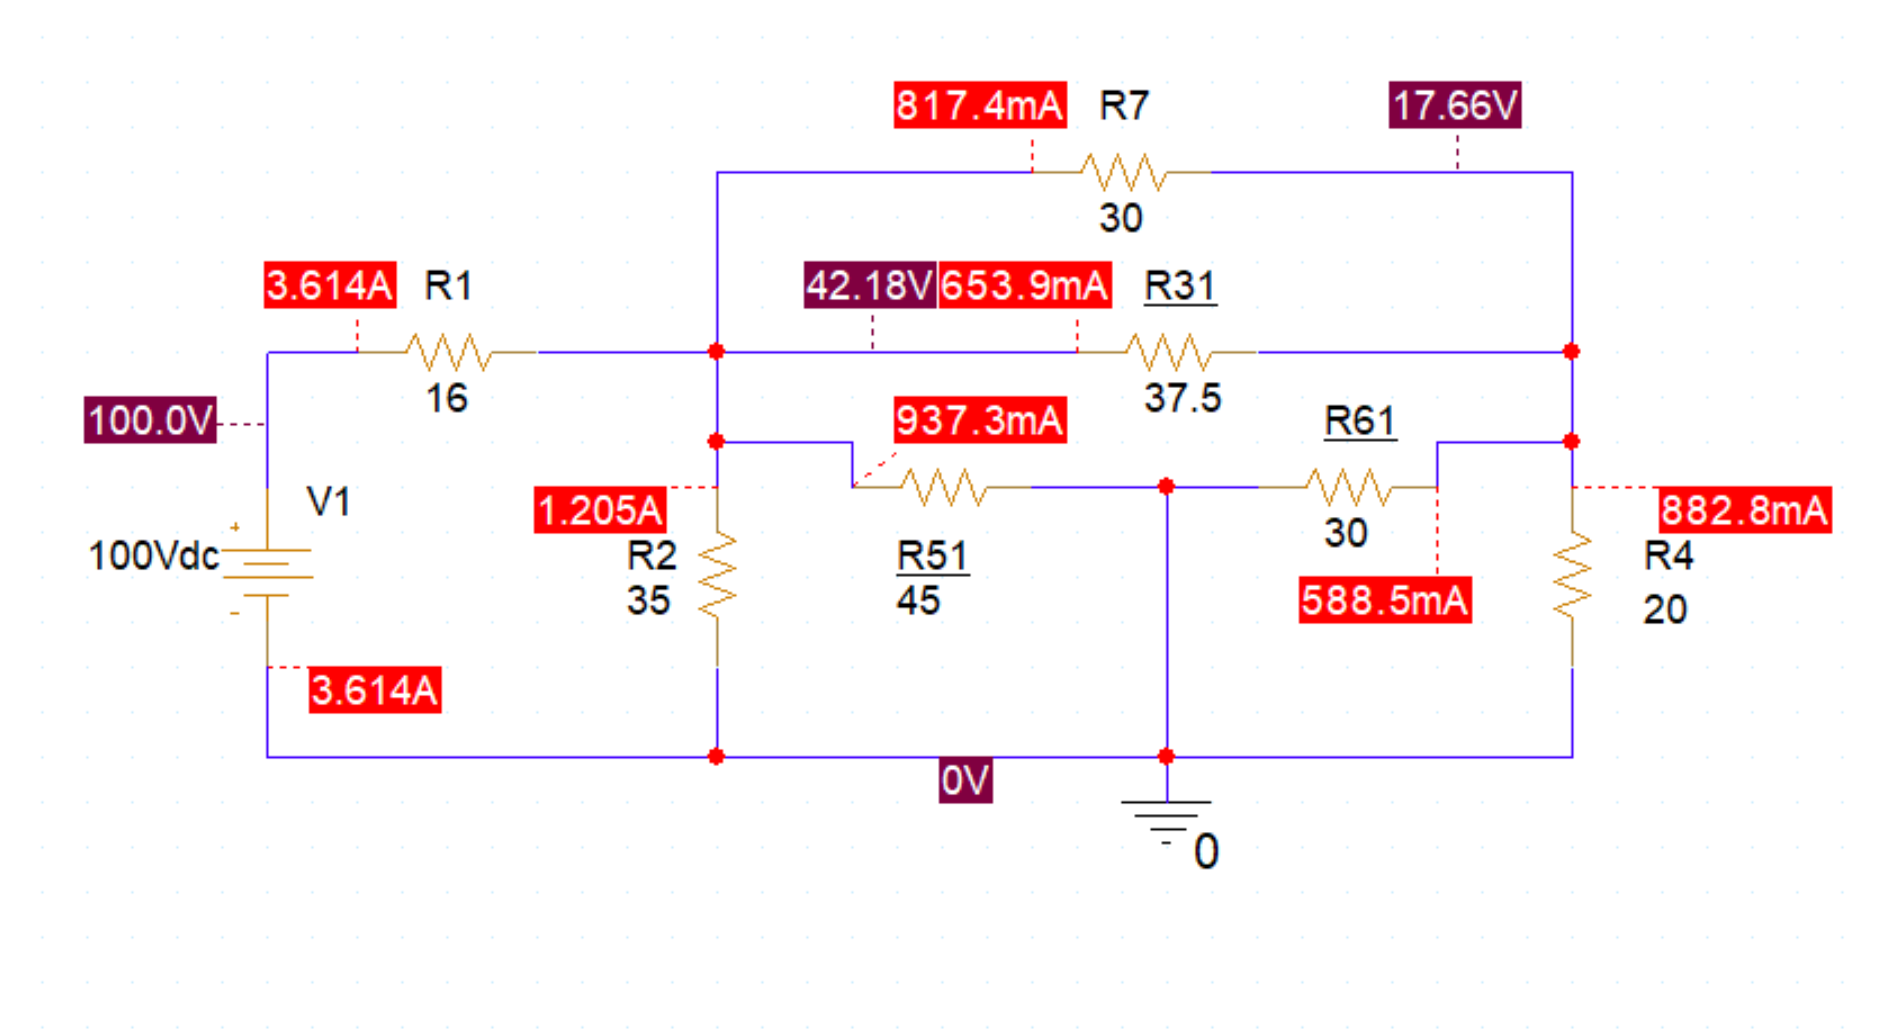 817.4mA R7 17.66V
30
3.614A R1 42.18V 653.9mA R31
16 37.5
100.0V 937.3mA R61
V1 1.205A 882.8mA
+ 30
100Vdc R2 R51 R4
35 45 588.5mA 20
-
3.614A
0V
0